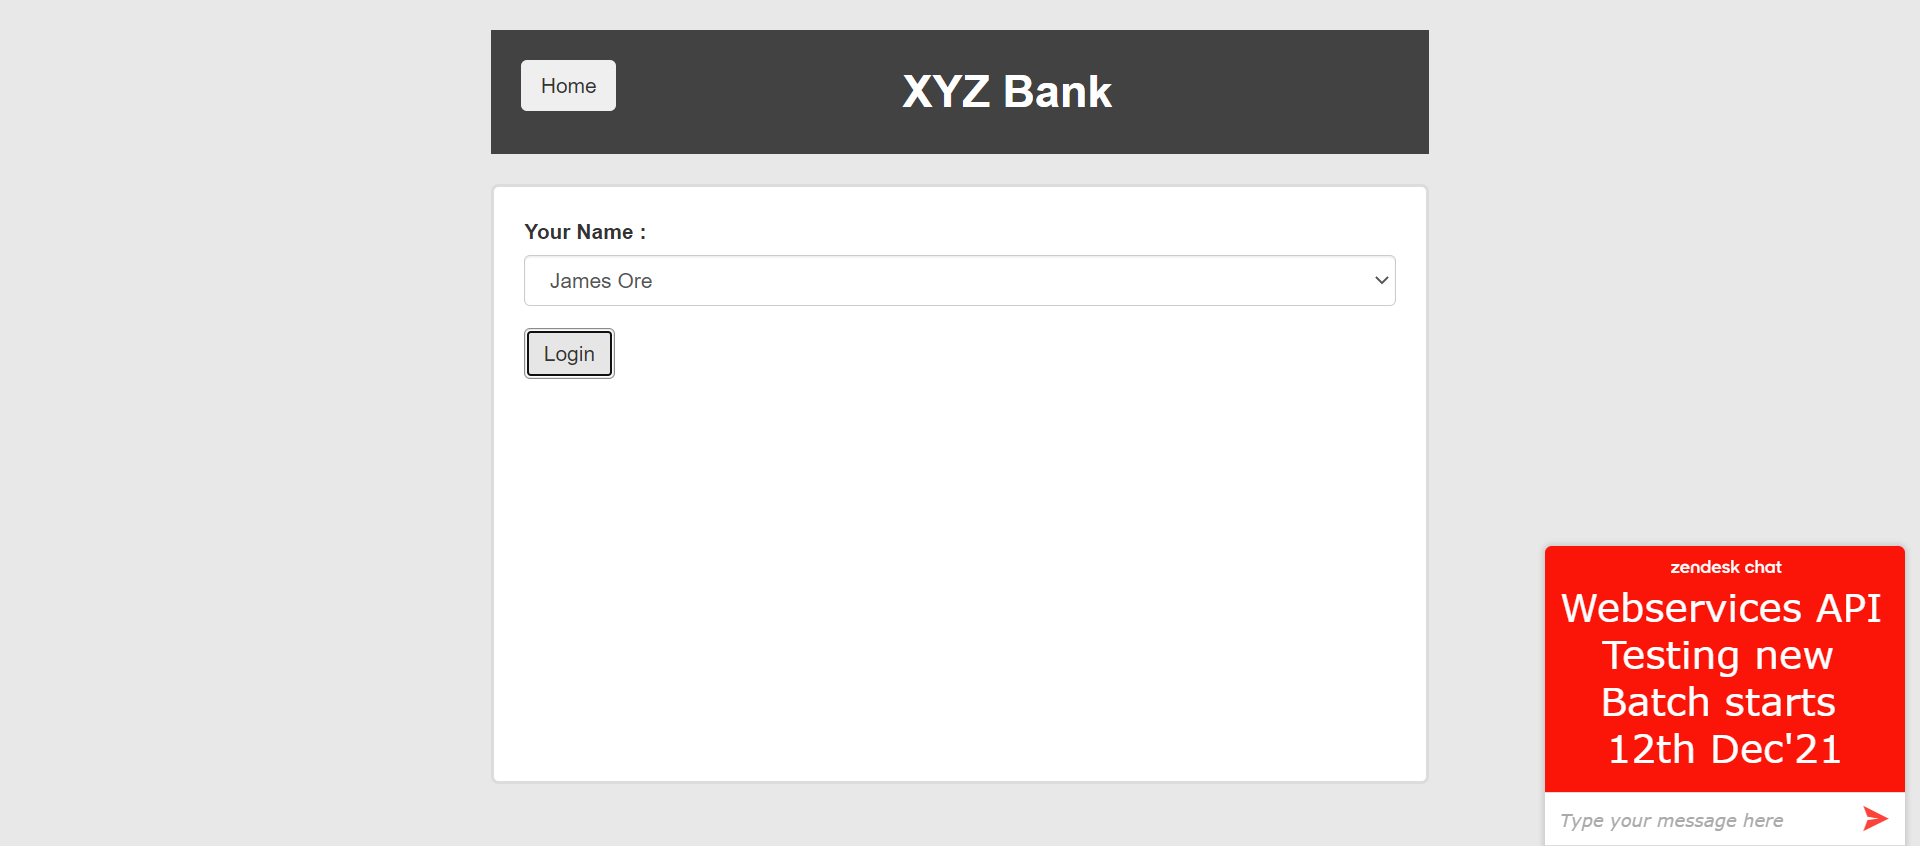 Home
XYZ Bank
Your Name :
James Ore
Login
zendesk chat
Webservices API
Testing new
Batch starts
12th Dec'21
Type your message here